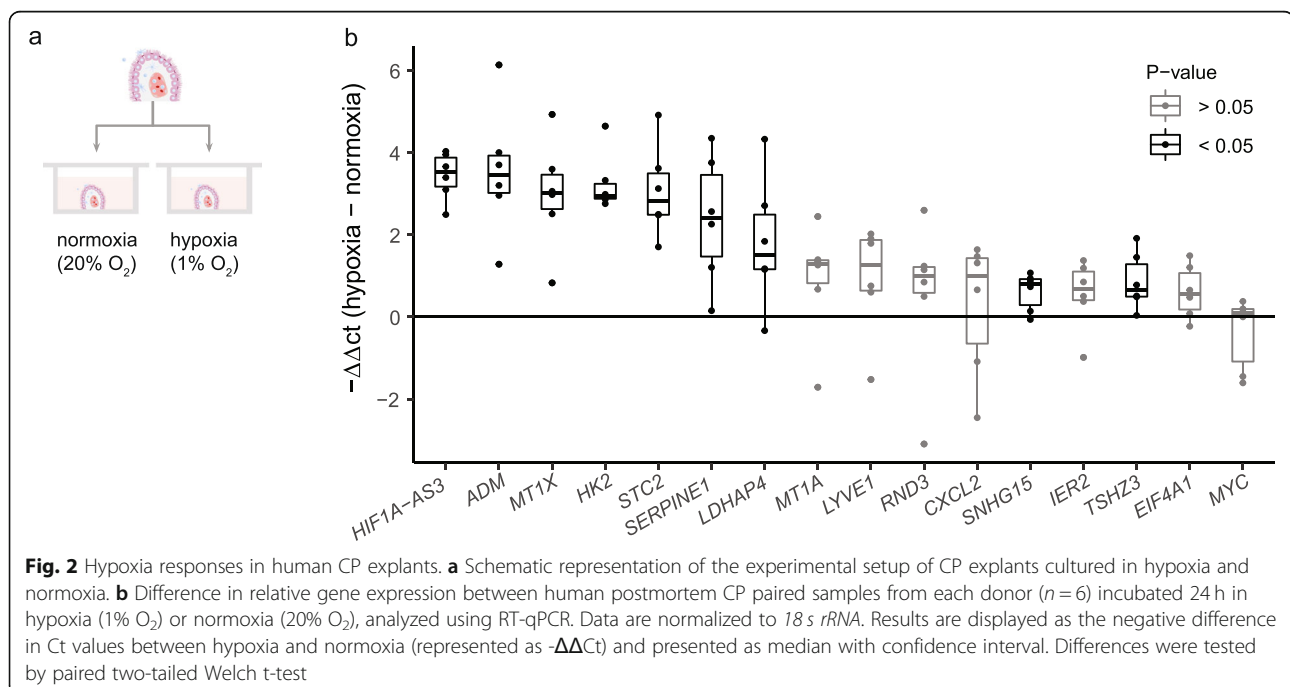 a
normoxia
(20% O₂)
hypoxia
(1% O₂)
b
−ΔΔct (hypoxia − normoxia)
6
4
2
0
−2
P−value
> 0.05
< 0.05
HIF1A−AS3
ADM
MT1X
HK2
STC2
SERPINE1
LDHAP4
MT1A
LYVE1
RND3
CXCL2
SNHG15
IER2
TSHZ3
EIF4A1
MYC
Fig. 2 Hypoxia responses in human CP explants. a Schematic representation of the experimental setup of CP explants cultured in hypoxia and
normoxia. b Difference in relative gene expression between human postmortem CP paired samples from each donor (n = 6) incubated 24 h in
hypoxia (1% O₂) or normoxia (20% O₂), analyzed using RT-qPCR. Data are normalized to 18 s rRNA. Results are displayed as the negative difference
in Ct values between hypoxia and normoxia (represented as -ΔΔCt) and presented as median with confidence interval. Differences were tested
by paired two-tailed Welch t-test